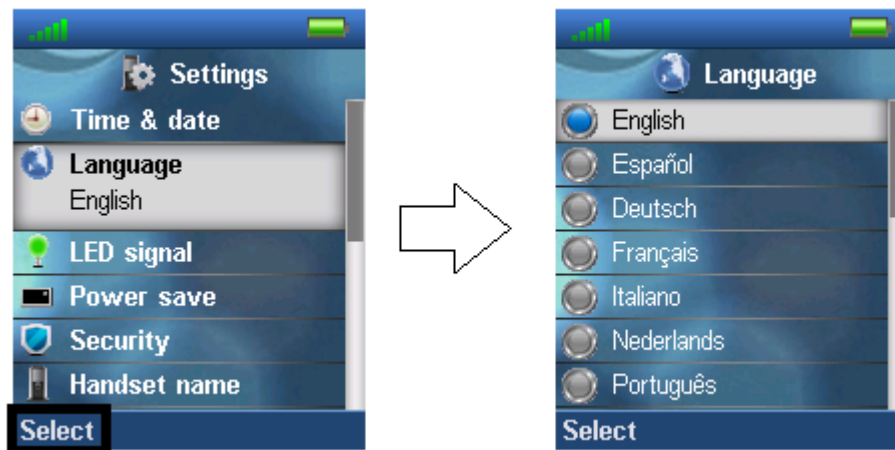 Settings
Time & date
Language
English
LED signal
Power save
Security
Handset name
Select
Language
English
Español
Deutsch
Français
Italiano
Nederlands
Português
Select